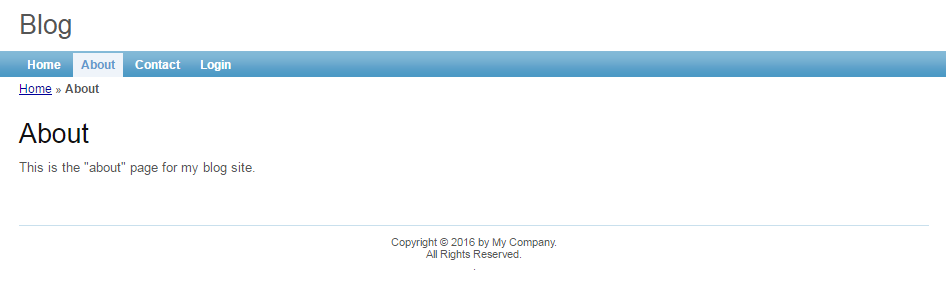 Blog
Home About Contact Login
Home » About
About
This is the "about" page for my blog site.
Copyright © 2016 by My Company.
All Rights Reserved.
.